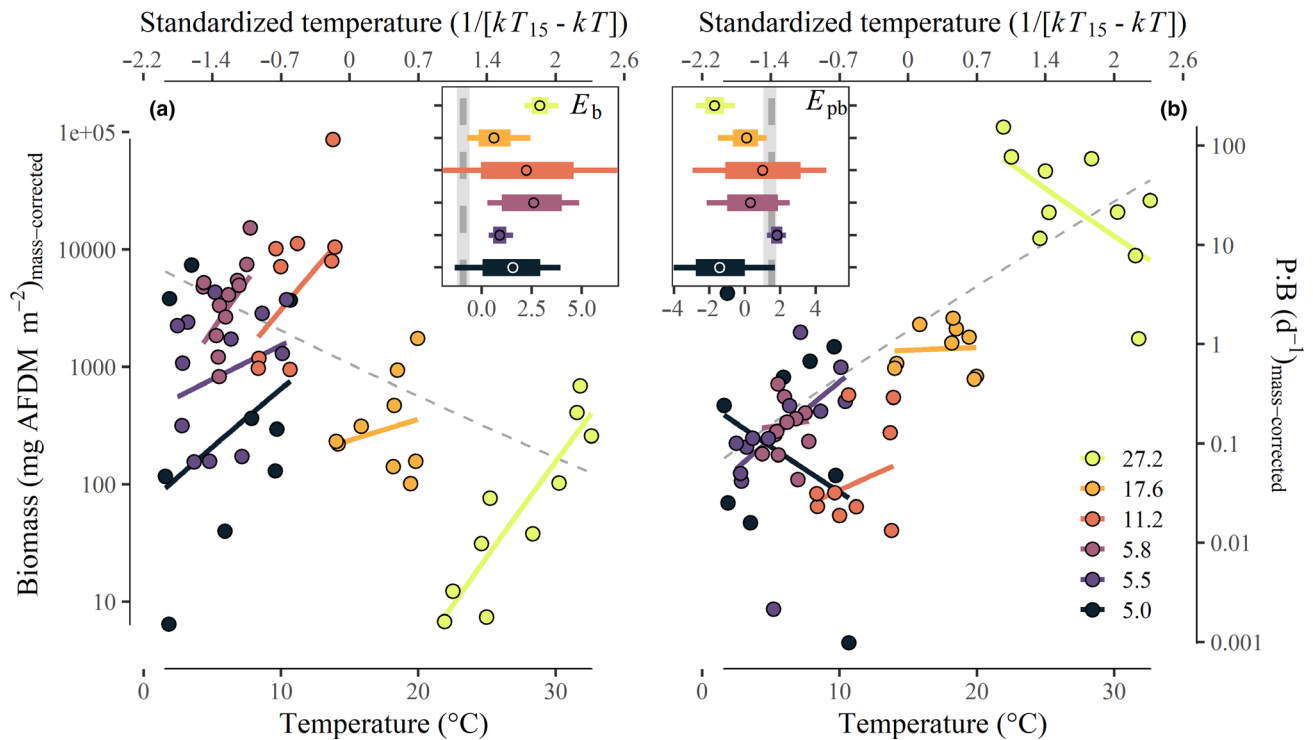 Standardized temperature (1/[kT15 - kT])
−2.2 −1.4 −0.7 0 0.7 1.4 2 2.6
(a)
Eb
0.0 2.5 5.0
1e+05
10000
1000
100
10
Biomass (mg AFDM m−2)mass−corrected
0 10 20 30
Temperature (°C)
Standardized temperature (1/[kT15 - kT])
−2.2 −1.4 −0.7 0 0.7 1.4 2 2.6
Epb
(b)
−4 −2 0 2 4
100
10
1
0.1
0.01
0.001
P·B (d−1)mass−corrected
27.2
17.6
11.2
5.8
5.5
5.0
0 10 20 30
Temperature (°C)